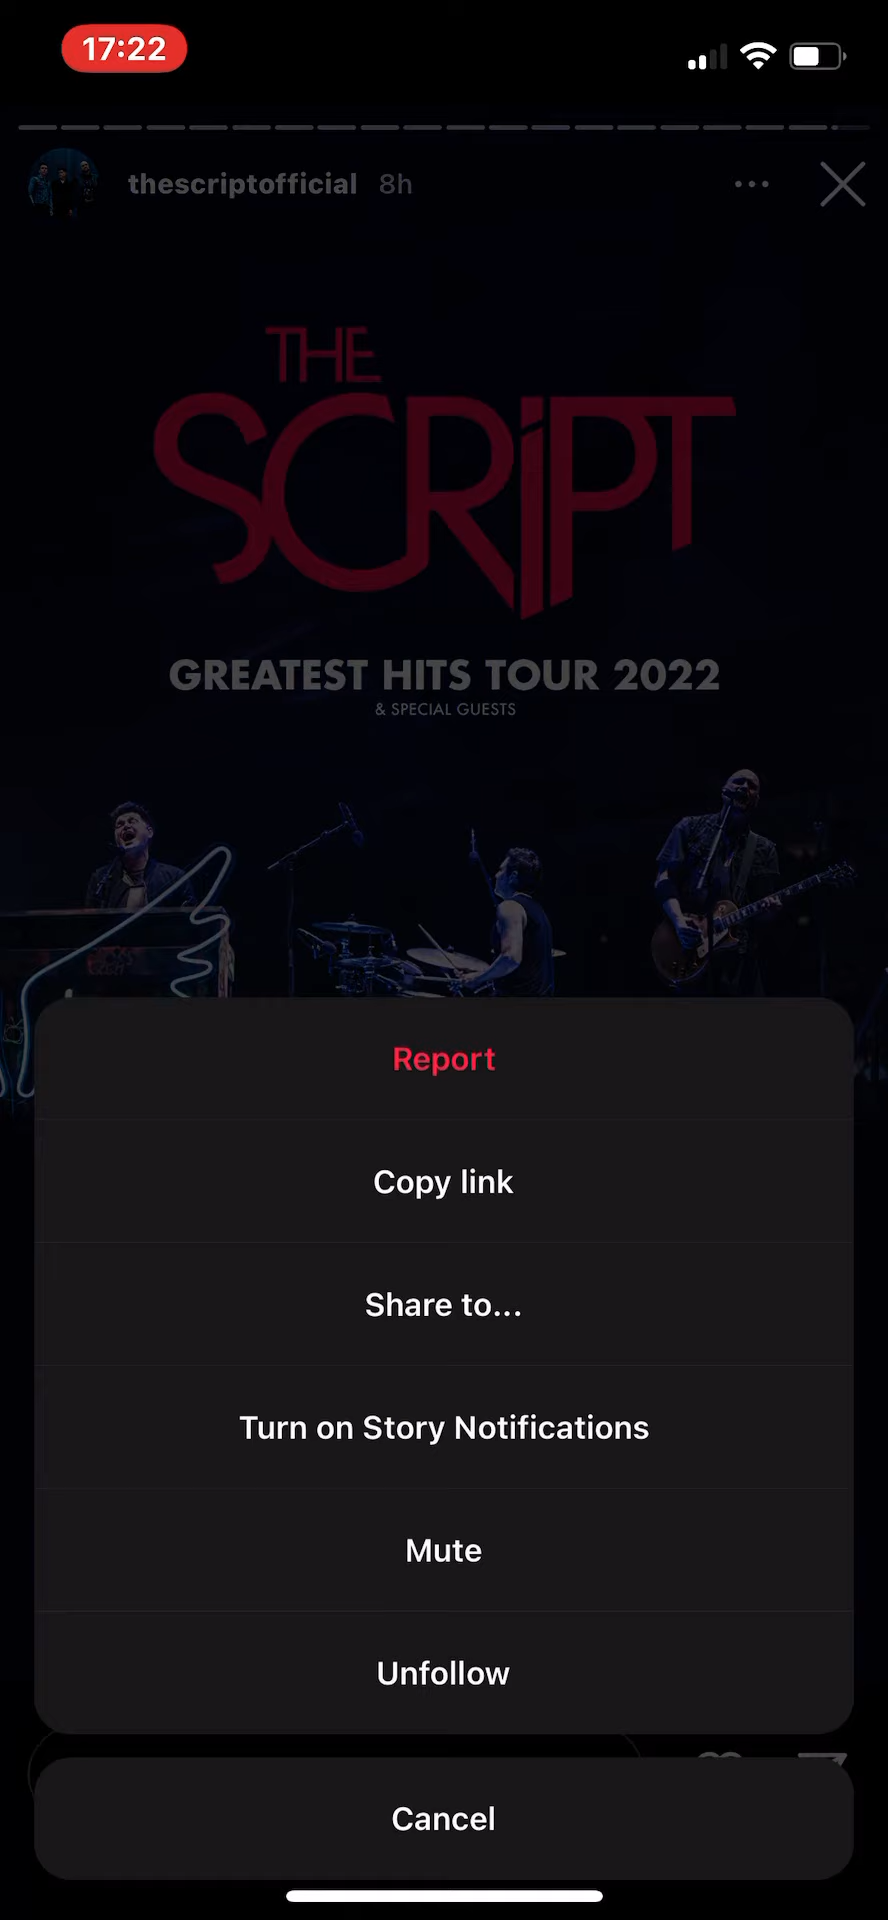 17:22
thescriptofficial 8h
THE
SCRIPT
GREATEST HITS TOUR 2022
& SPECIAL GUESTS
Report
Copy link
Share to...
Turn on Story Notifications
Mute
Unfollow
Cancel